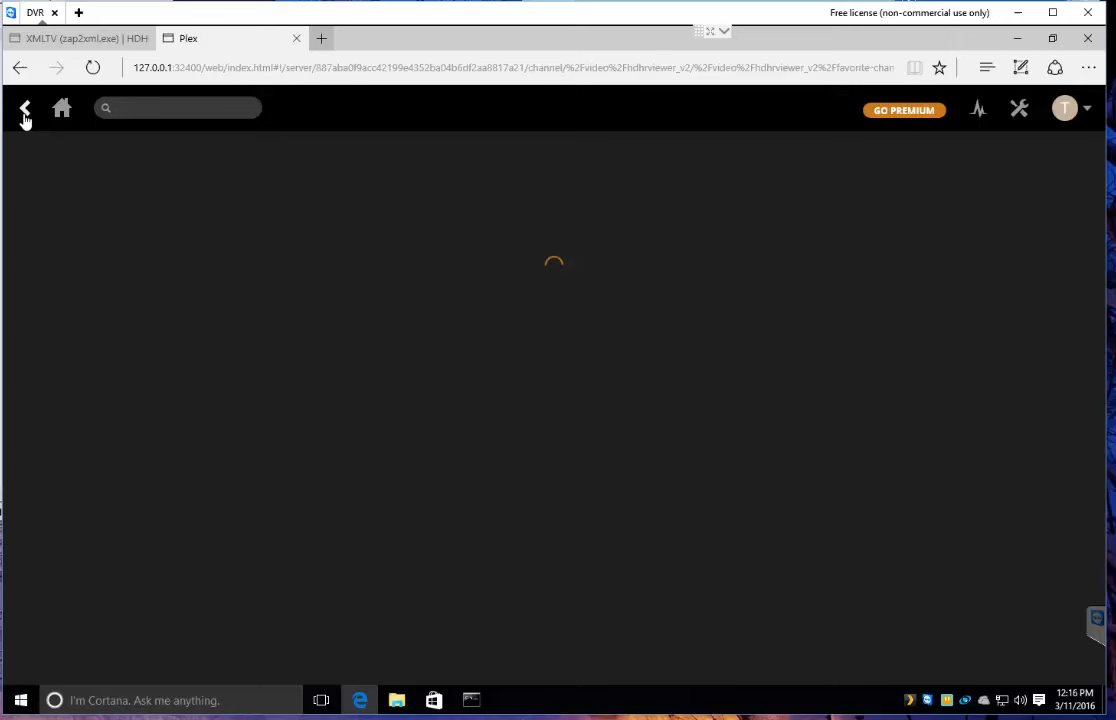 DVR
Free license (non-commercial use only)
XMLTV (zap2xml.exe) | HDH
Plex
127.0.0.1:32400/web/index.html#!/server/887aba0f9acc42199e4352ba04b6df2aa8817a21/channel/%2Fvideo%2Fhdhrviewer_v2/%2Fvideo%2Fhdhrviewer_v2%2Ffavorite-chan
GO PREMIUM
T
I'm Cortana. Ask me anything.
12:16 PM
3/11/2016